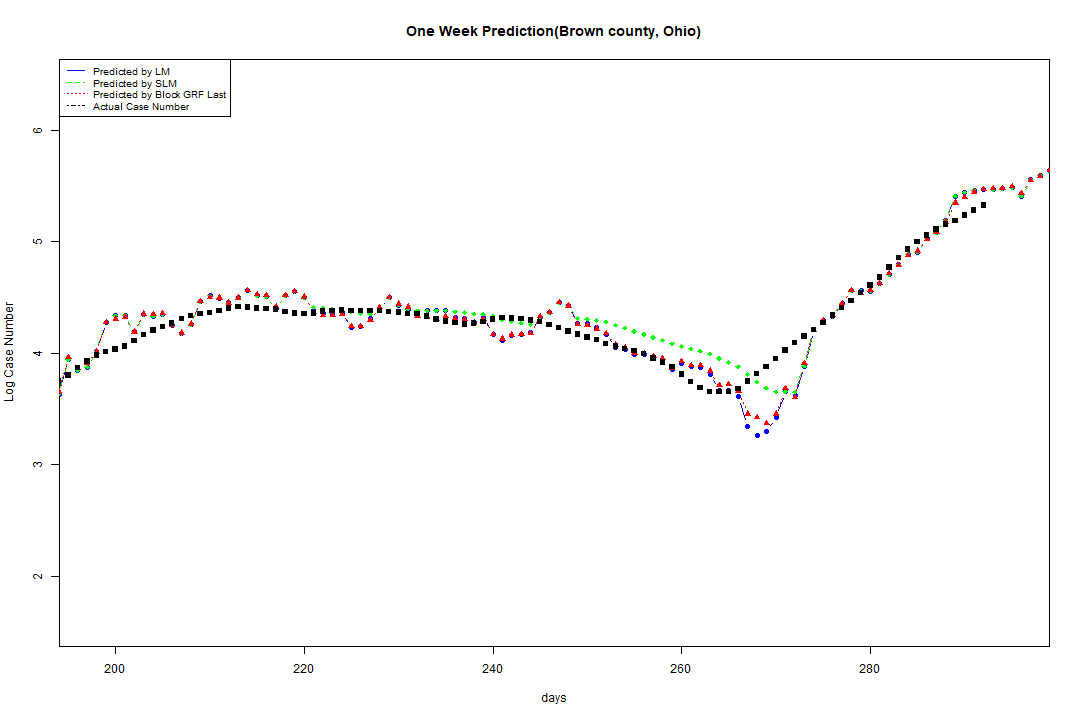 One Week Prediction(Brown county, Ohio)
Predicted by LM
Predicted by SLM
Predicted by Block GRF Last
Actual Case Number
6
5
4
3
2
Log Case Number
200 220 240 260 280
days